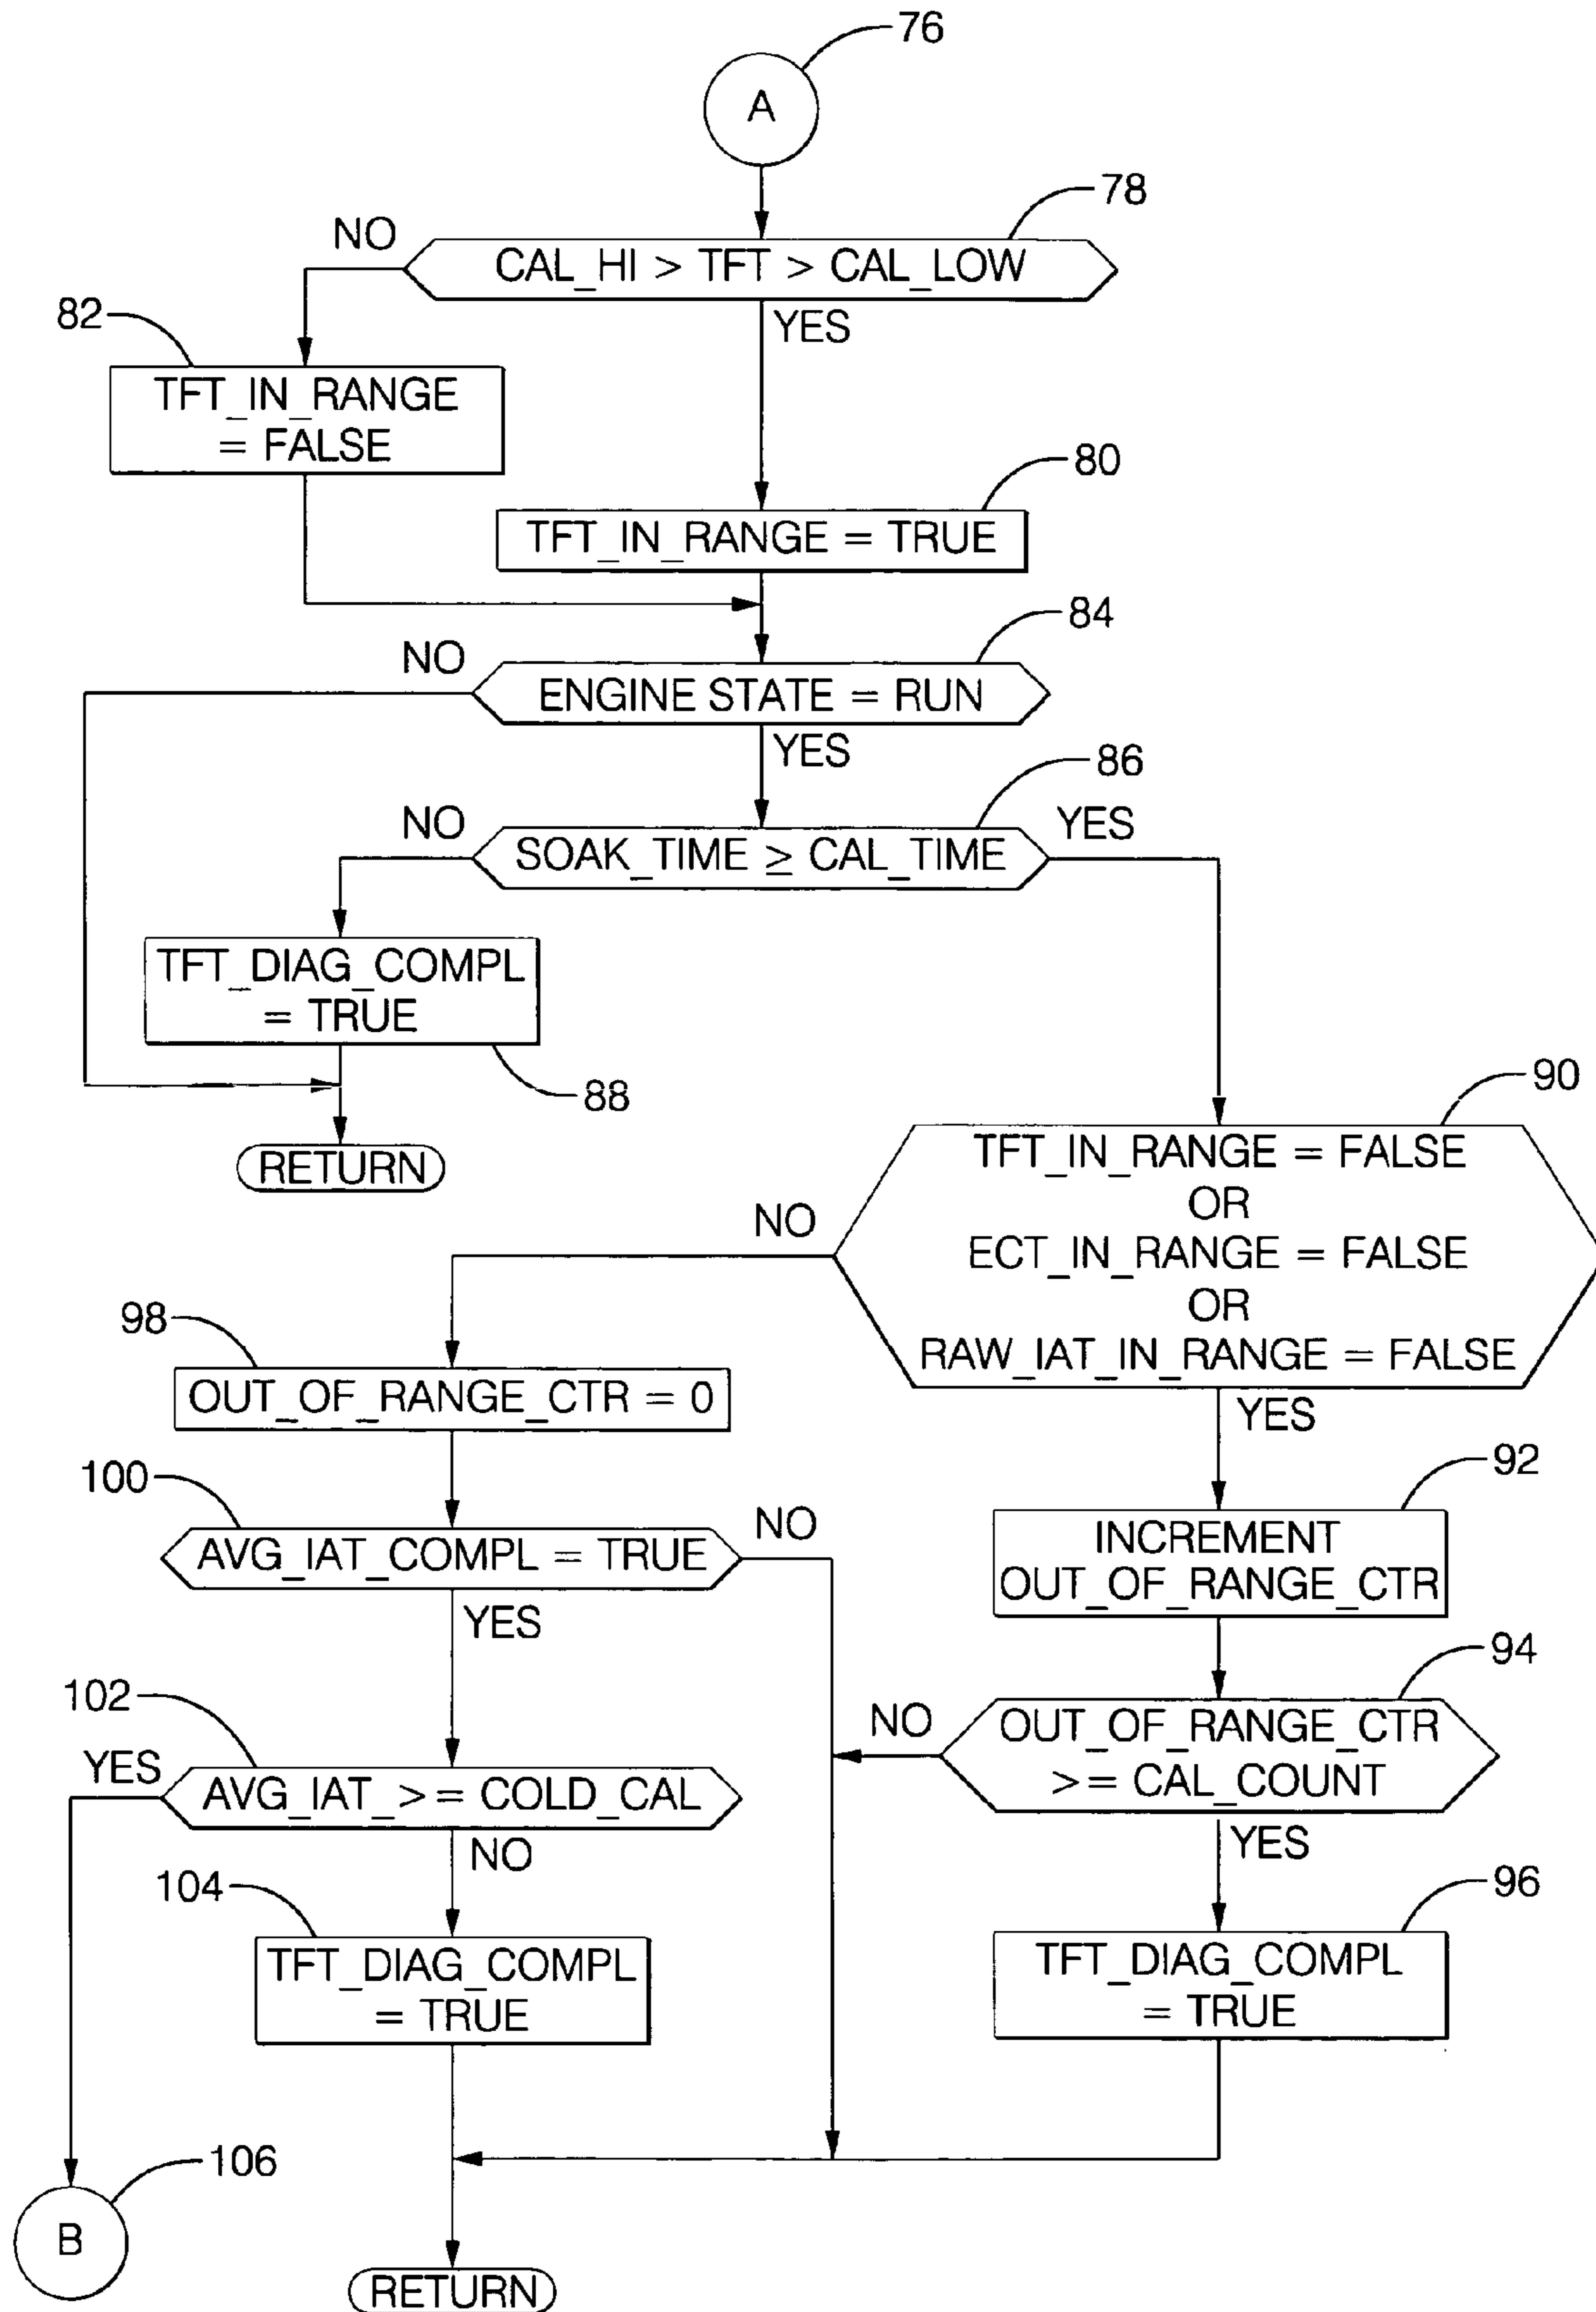 76
A
78
NO
CAL_HI > TFT > CAL_LOW
82
YES
TFT_IN_RANGE
= FALSE
80
TFT_IN_RANGE = TRUE
84
NO
ENGINE STATE = RUN
YES
86
NO
SOAK_TIME ≥ CAL_TIME
YES
TFT_DIAG_COMPL
= TRUE
88
RETURN
90
TFT_IN_RANGE = FALSE
OR
ECT_IN_RANGE = FALSE
OR
RAW_IAT_IN_RANGE = FALSE
NO
YES
98
OUT_OF_RANGE_CTR = 0
92
INCREMENT
OUT_OF_RANGE_CTR
100
AVG_IAT_COMPL = TRUE
NO
YES
94
OUT_OF_RANGE_CTR
>= CAL_COUNT
NO
YES
102
YES
AVG_IAT_>= COLD_CAL
NO
104
TFT_DIAG_COMPL
= TRUE
96
TFT_DIAG_COMPL
= TRUE
106
B
RETURN